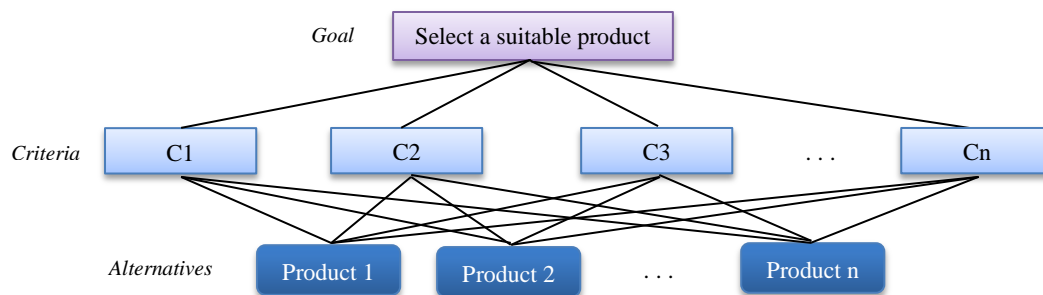 Goal
Select a suitable product
Criteria
C1
C2
C3
. . .
Cn
Alternatives
Product 1
Product 2
. . .
Product n